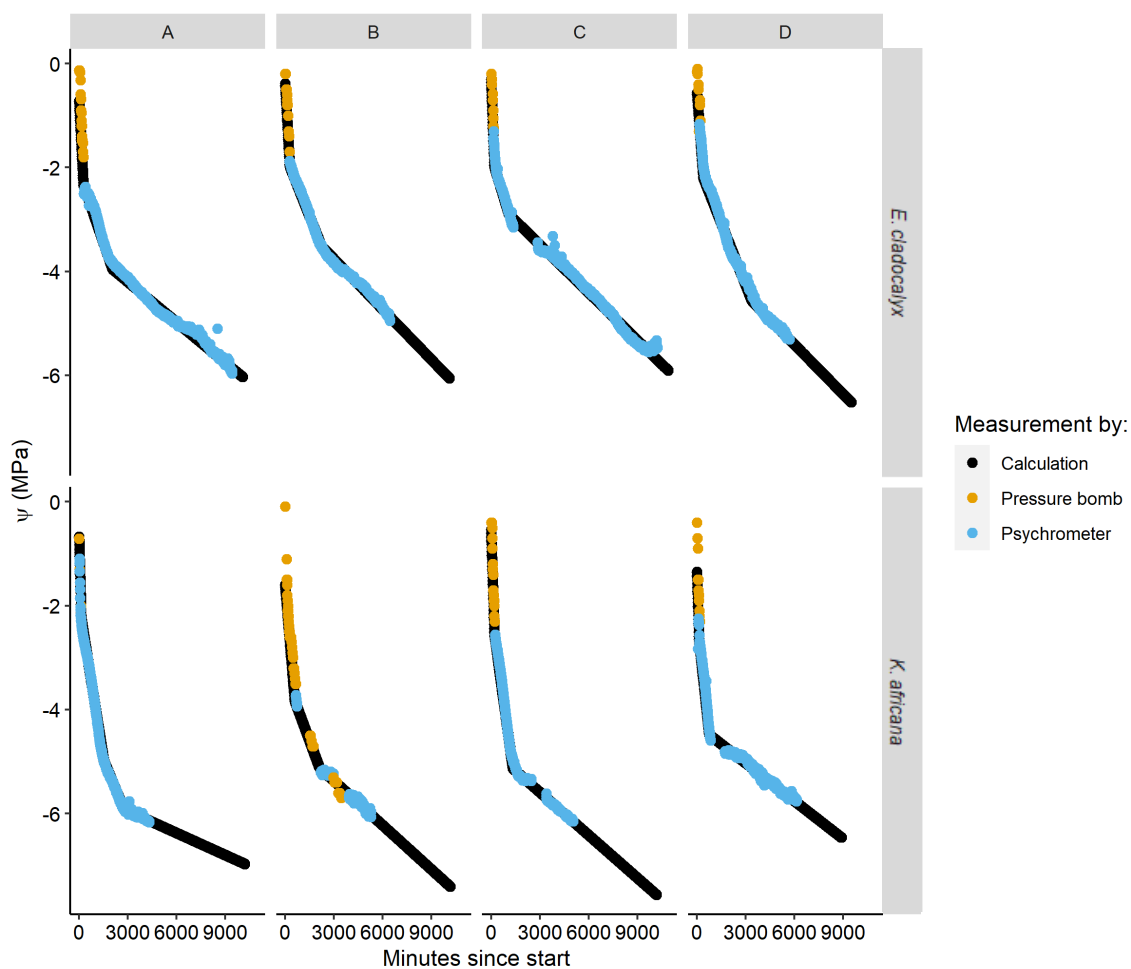 A B C D
0
-2
-4
-6
E. cladocalyx
ψ (MPa)
0
-2
-4
-6
K. africana
0 3000 6000 9000 0 3000 6000 9000 0 3000 6000 9000 0 3000 6000 9000
Minutes since start
Measurement by:
Calculation
Pressure bomb
Psychrometer